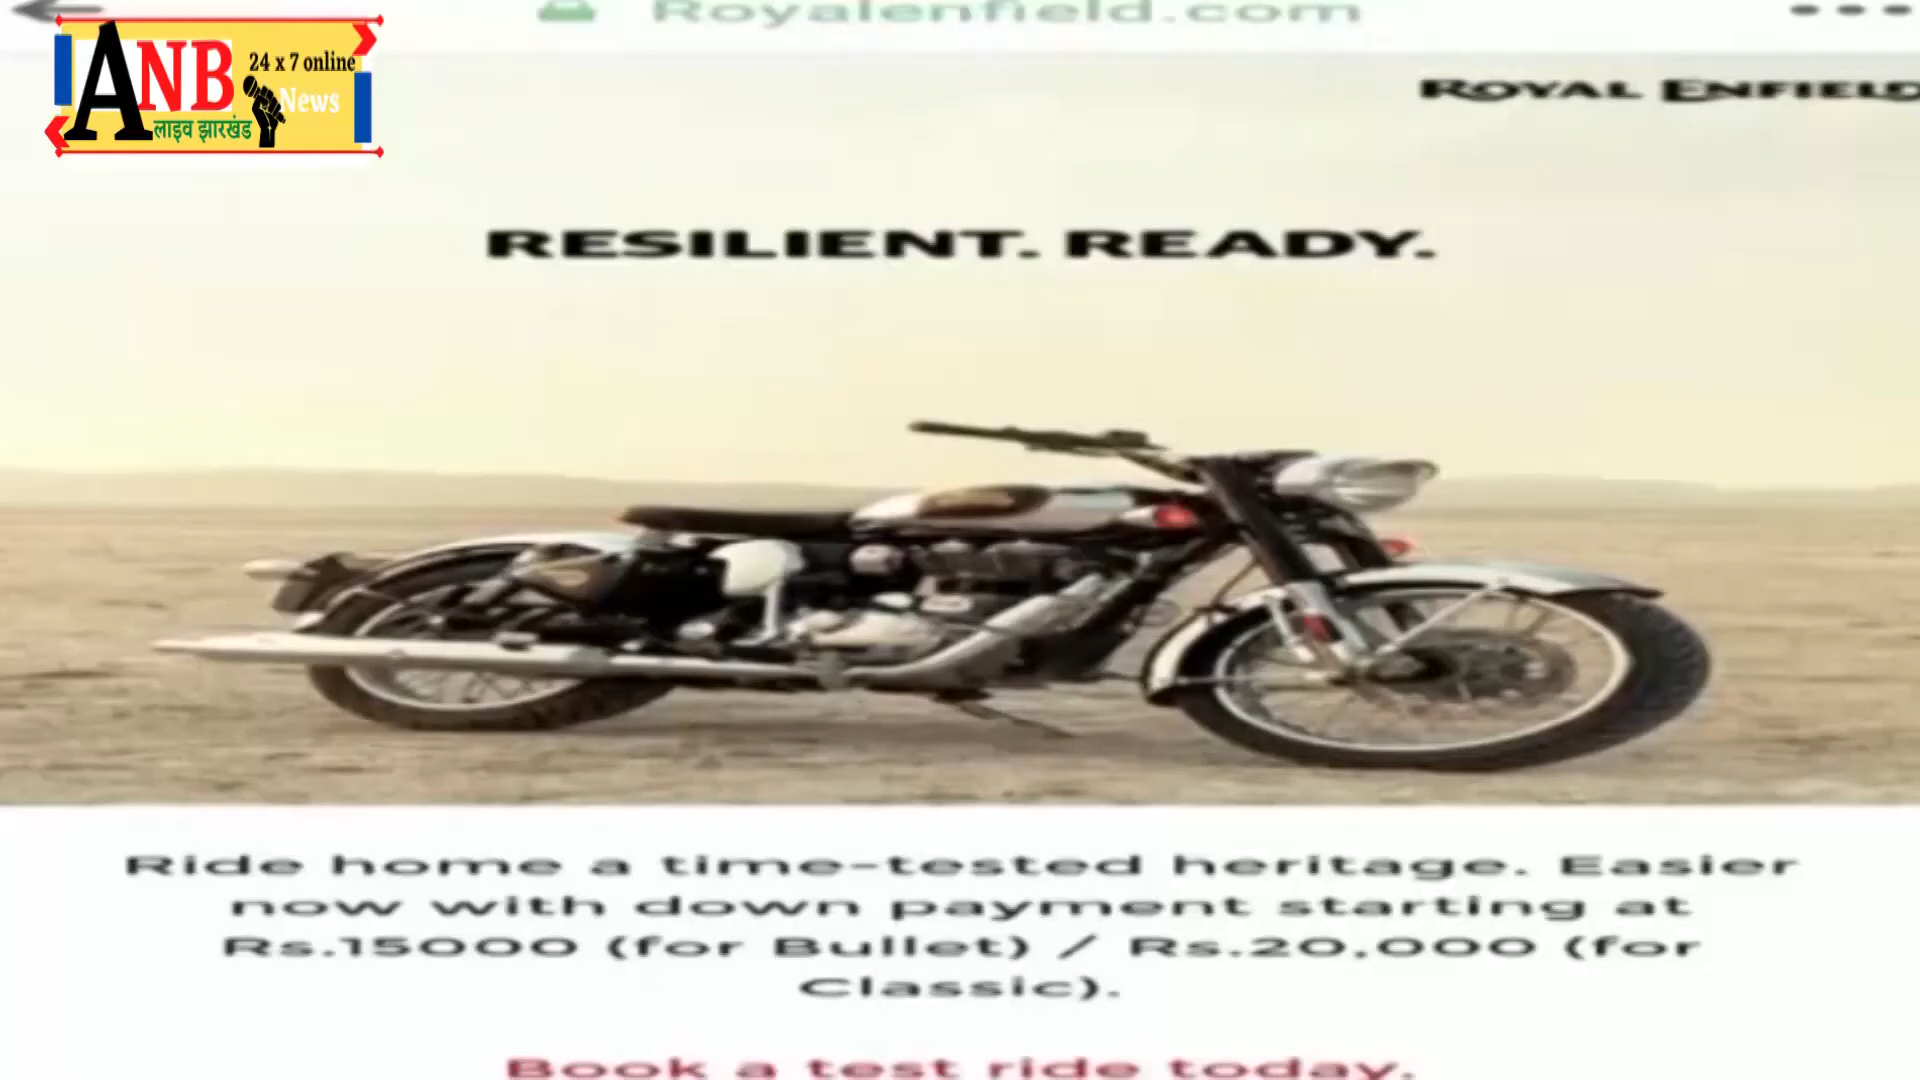 Royalenfield.com
ANB
24 x 7 online
News
लाइव झारखंड
ROYAL ENFIELD
RESILIENT. READY.
Ride home a time-tested heritage. Easier
now with down payment starting at
Rs.15000 (for Bullet) / Rs.20,000 (for
Classic).
Book a test ride today.